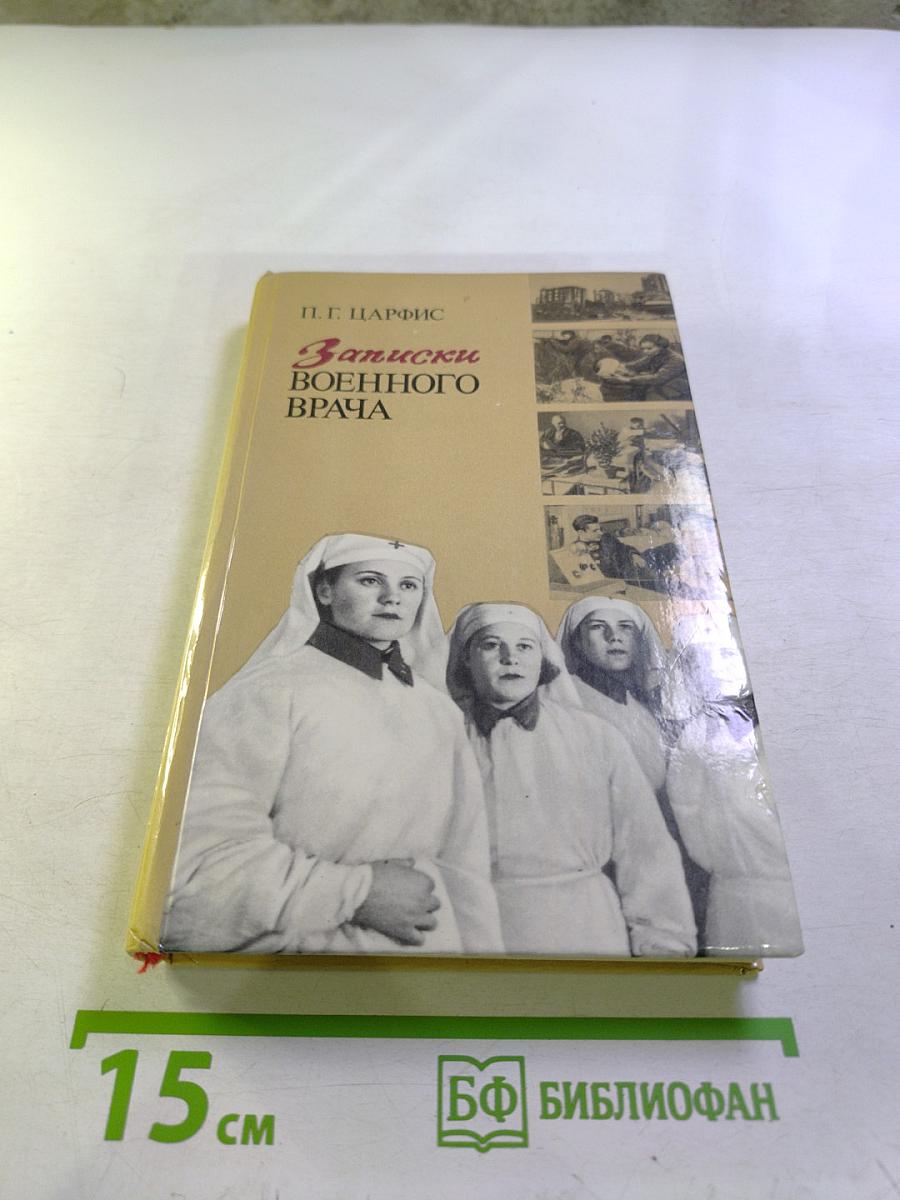 П. Г. ЦАРФИС
Записки
ВОЕННОГО
ВРАЧА
15 см
БФ БИБЛИОФАН